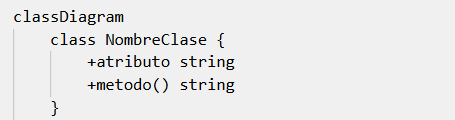 classDiagram
    class NombreClase {
        +atributo string
        +metodo() string
    }